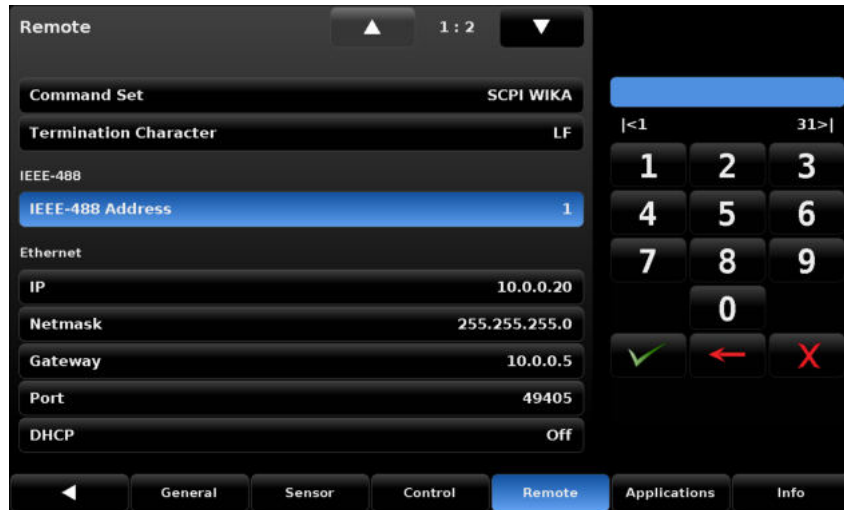 Remote
1 : 2
Command Set SCPI WIKA
Termination Character LF
IEEE-488
IEEE-488 Address 1
Ethernet
IP 10.0.0.20
Netmask 255.255.255.0
Gateway 10.0.0.5
Port 49405
DHCP Off
|<1 31>|
1 2 3
4 5 6
7 8 9
0
X
General Sensor Control Remote Applications Info